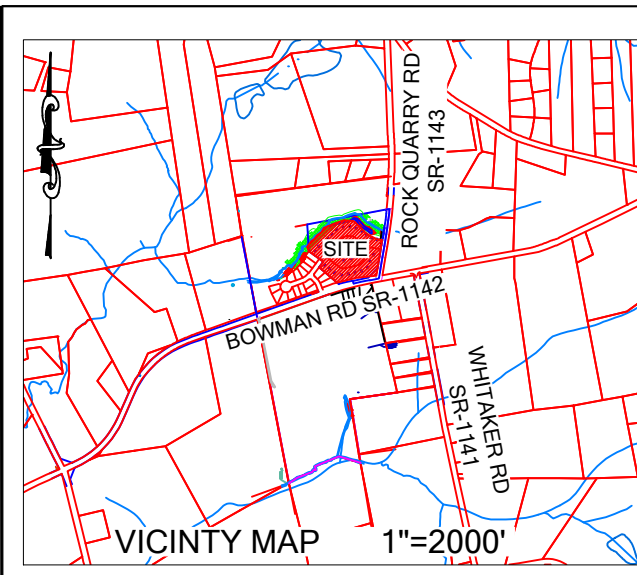 ROCK QUARRY RD
SR-1143
SITE
BOWMAN RD SR-1142
WHITAKER RD
SR-1141
VICINTY MAP 1"=2000'